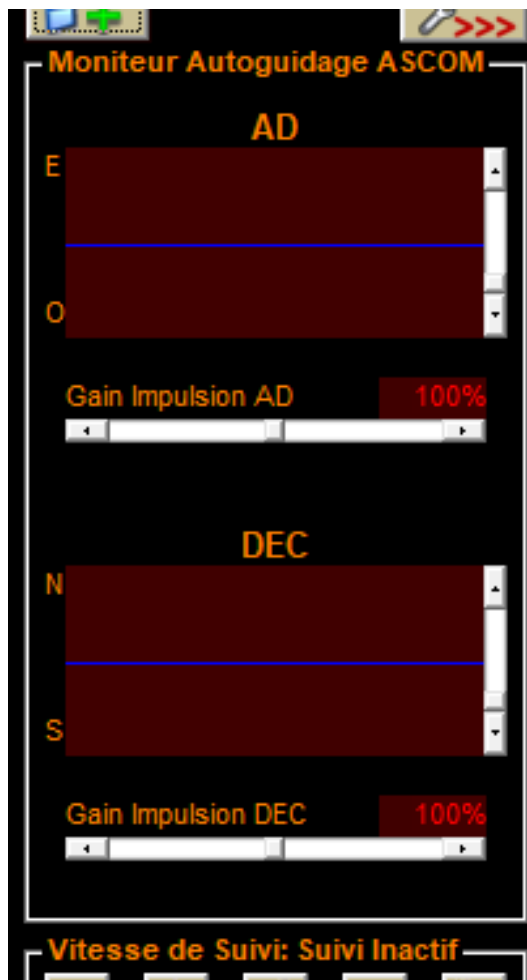 >>>
Moniteur Autoguidage ASCOM
AD
E
O
Gain Impulsion AD 100%
DEC
N
S
Gain Impulsion DEC 100%
Vitesse de Suivi: Suivi Inactif